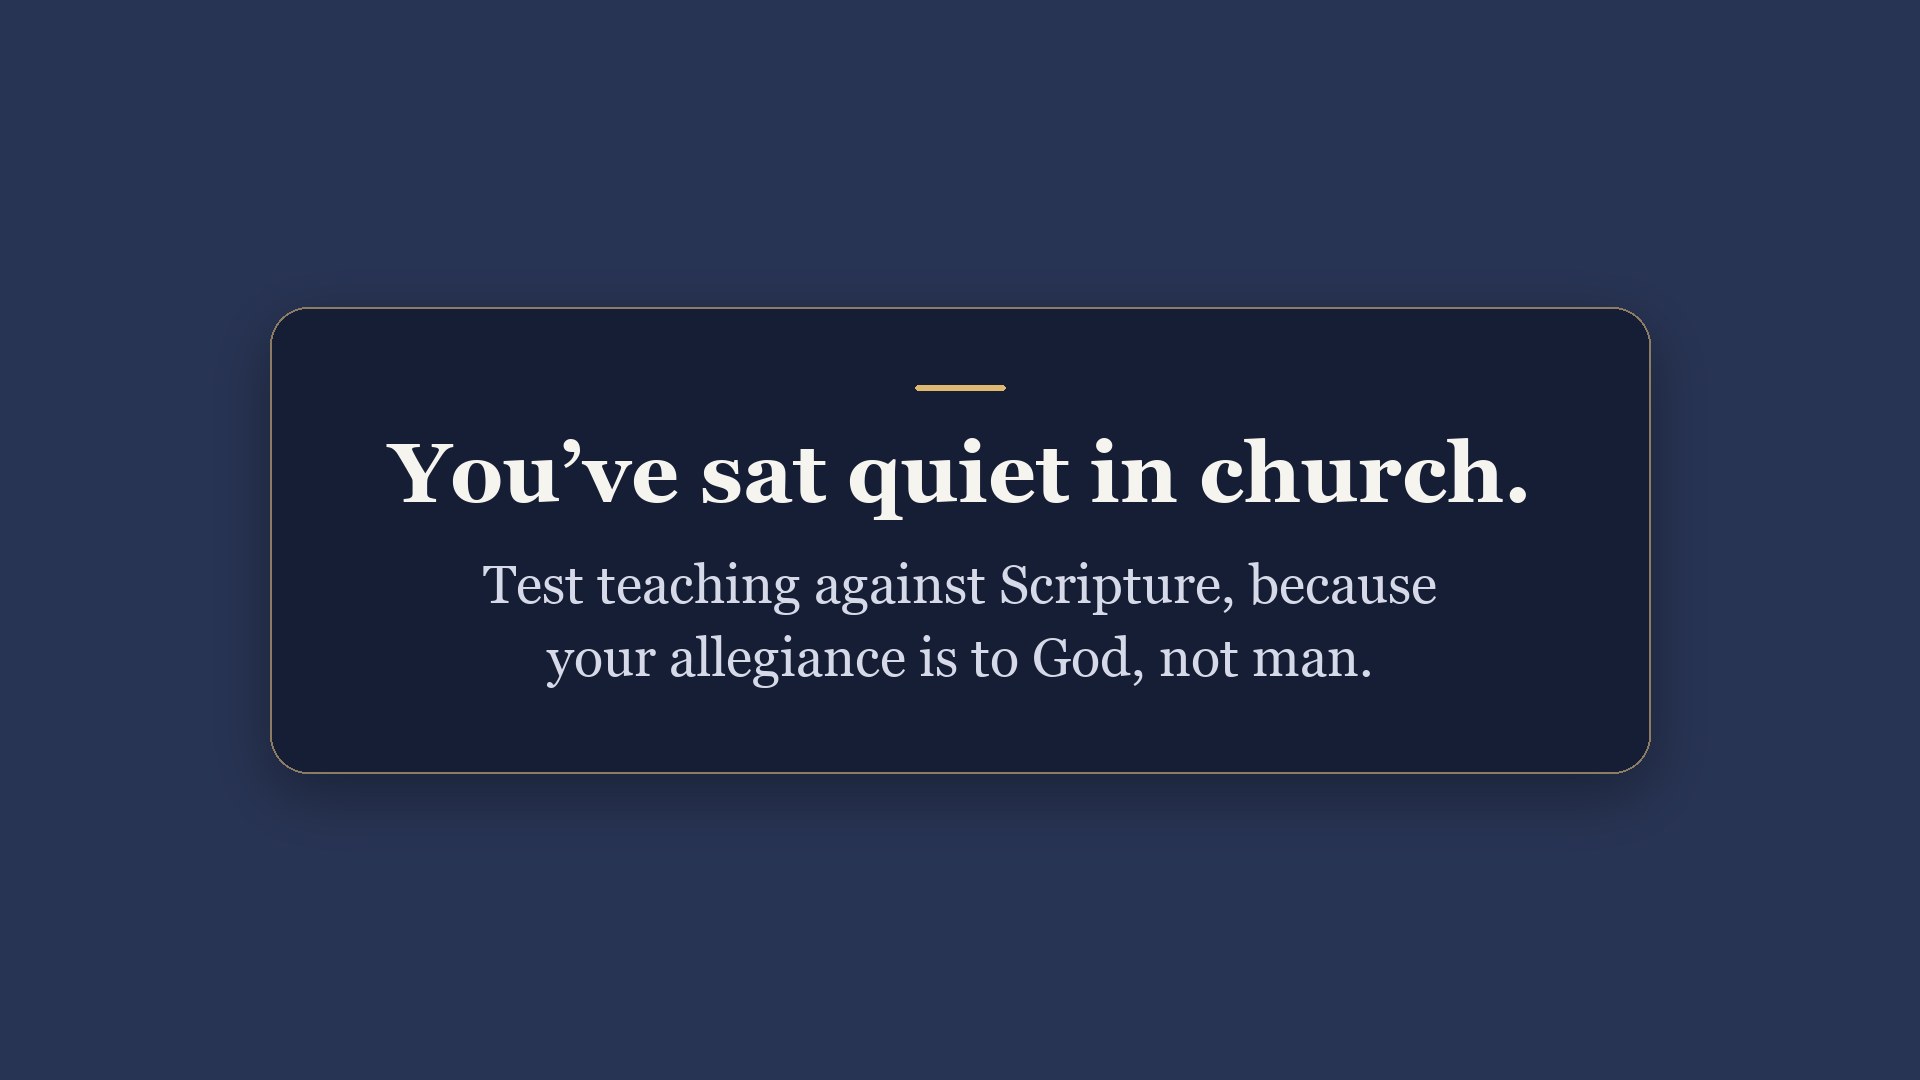 You’ve sat quiet in church.
Test teaching against Scripture, because
your allegiance is to God, not man.